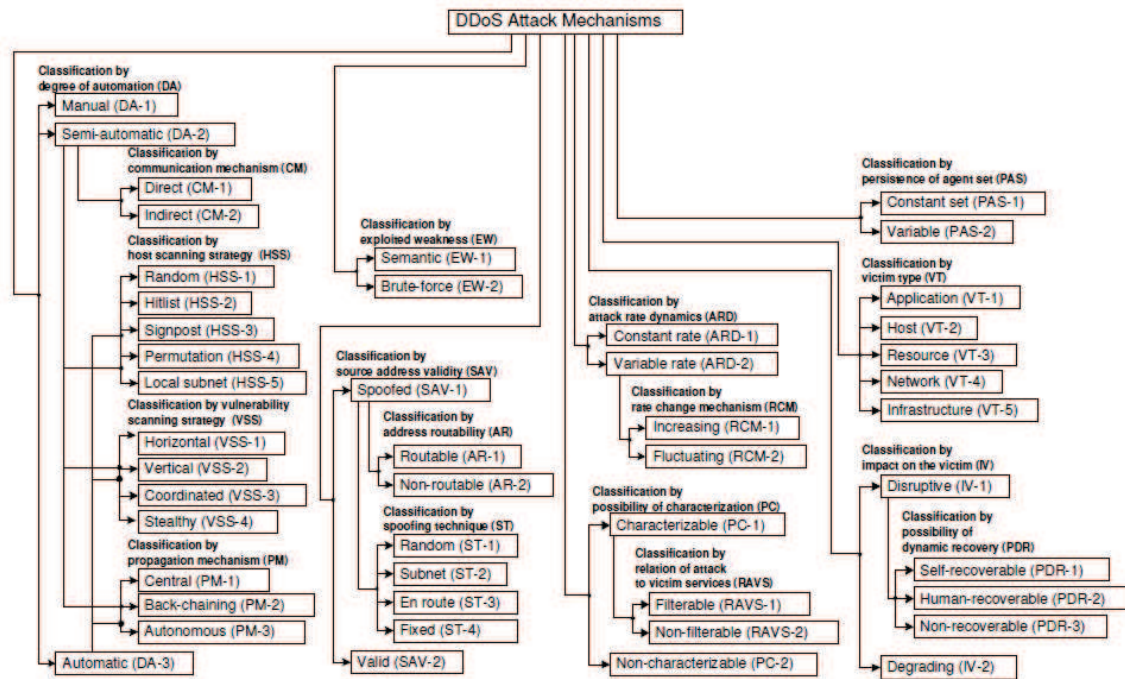 DDoS Attack Mechanisms
Classification by
degree of automation (DA)
Manual (DA-1)
Semi-automatic (DA-2)
Classification by
communication mechanism (CM)
Direct (CM-1)
Indirect (CM-2)
Classification by
host scanning strategy (HSS)
Random (HSS-1)
Hitlist (HSS-2)
Signpost (HSS-3)
Permutation (HSS-4)
Local subnet (HSS-5)
Classification by vulnerability
scanning strategy (VSS)
Horizontal (VSS-1)
Vertical (VSS-2)
Coordinated (VSS-3)
Stealthy (VSS-4)
Classification by
propagation mechanism (PM)
Central (PM-1)
Back-chaining (PM-2)
Autonomous (PM-3)
Automatic (DA-3)
Classification by
exploited weakness (EW)
Semantic (EW-1)
Brute-force (EW-2)
Classification by
source address validity (SAV)
Spoofed (SAV-1)
Classification by
address routability (AR)
Routable (AR-1)
Non-routable (AR-2)
Classification by
spoofing technique (ST)
Random (ST-1)
Subnet (ST-2)
En route (ST-3)
Fixed (ST-4)
Valid (SAV-2)
Classification by
attack rate dynamics (ARD)
Constant rate (ARD-1)
Variable rate (ARD-2)
Classification by
rate change mechanism (RCM)
Increasing (RCM-1)
Fluctuating (RCM-2)
Classification by
possibility of characterization (PC)
Characterizable (PC-1)
Classification by
relation of attack
to victim services (RAVS)
Filterable (RAVS-1)
Non-filterable (RAVS-2)
Non-characterizable (PC-2)
Classification by
persistence of agent set (PAS)
Constant set (PAS-1)
Variable (PAS-2)
Classification by
victim type (VT)
Application (VT-1)
Host (VT-2)
Resource (VT-3)
Network (VT-4)
Infrastructure (VT-5)
Classification by
impact on the victim (IV)
Disruptive (IV-1)
Classification by
possibility of
dynamic recovery (PDR)
Self-recoverable (PDR-1)
Human-recoverable (PDR-2)
Non-recoverable (PDR-3)
Degrading (IV-2)